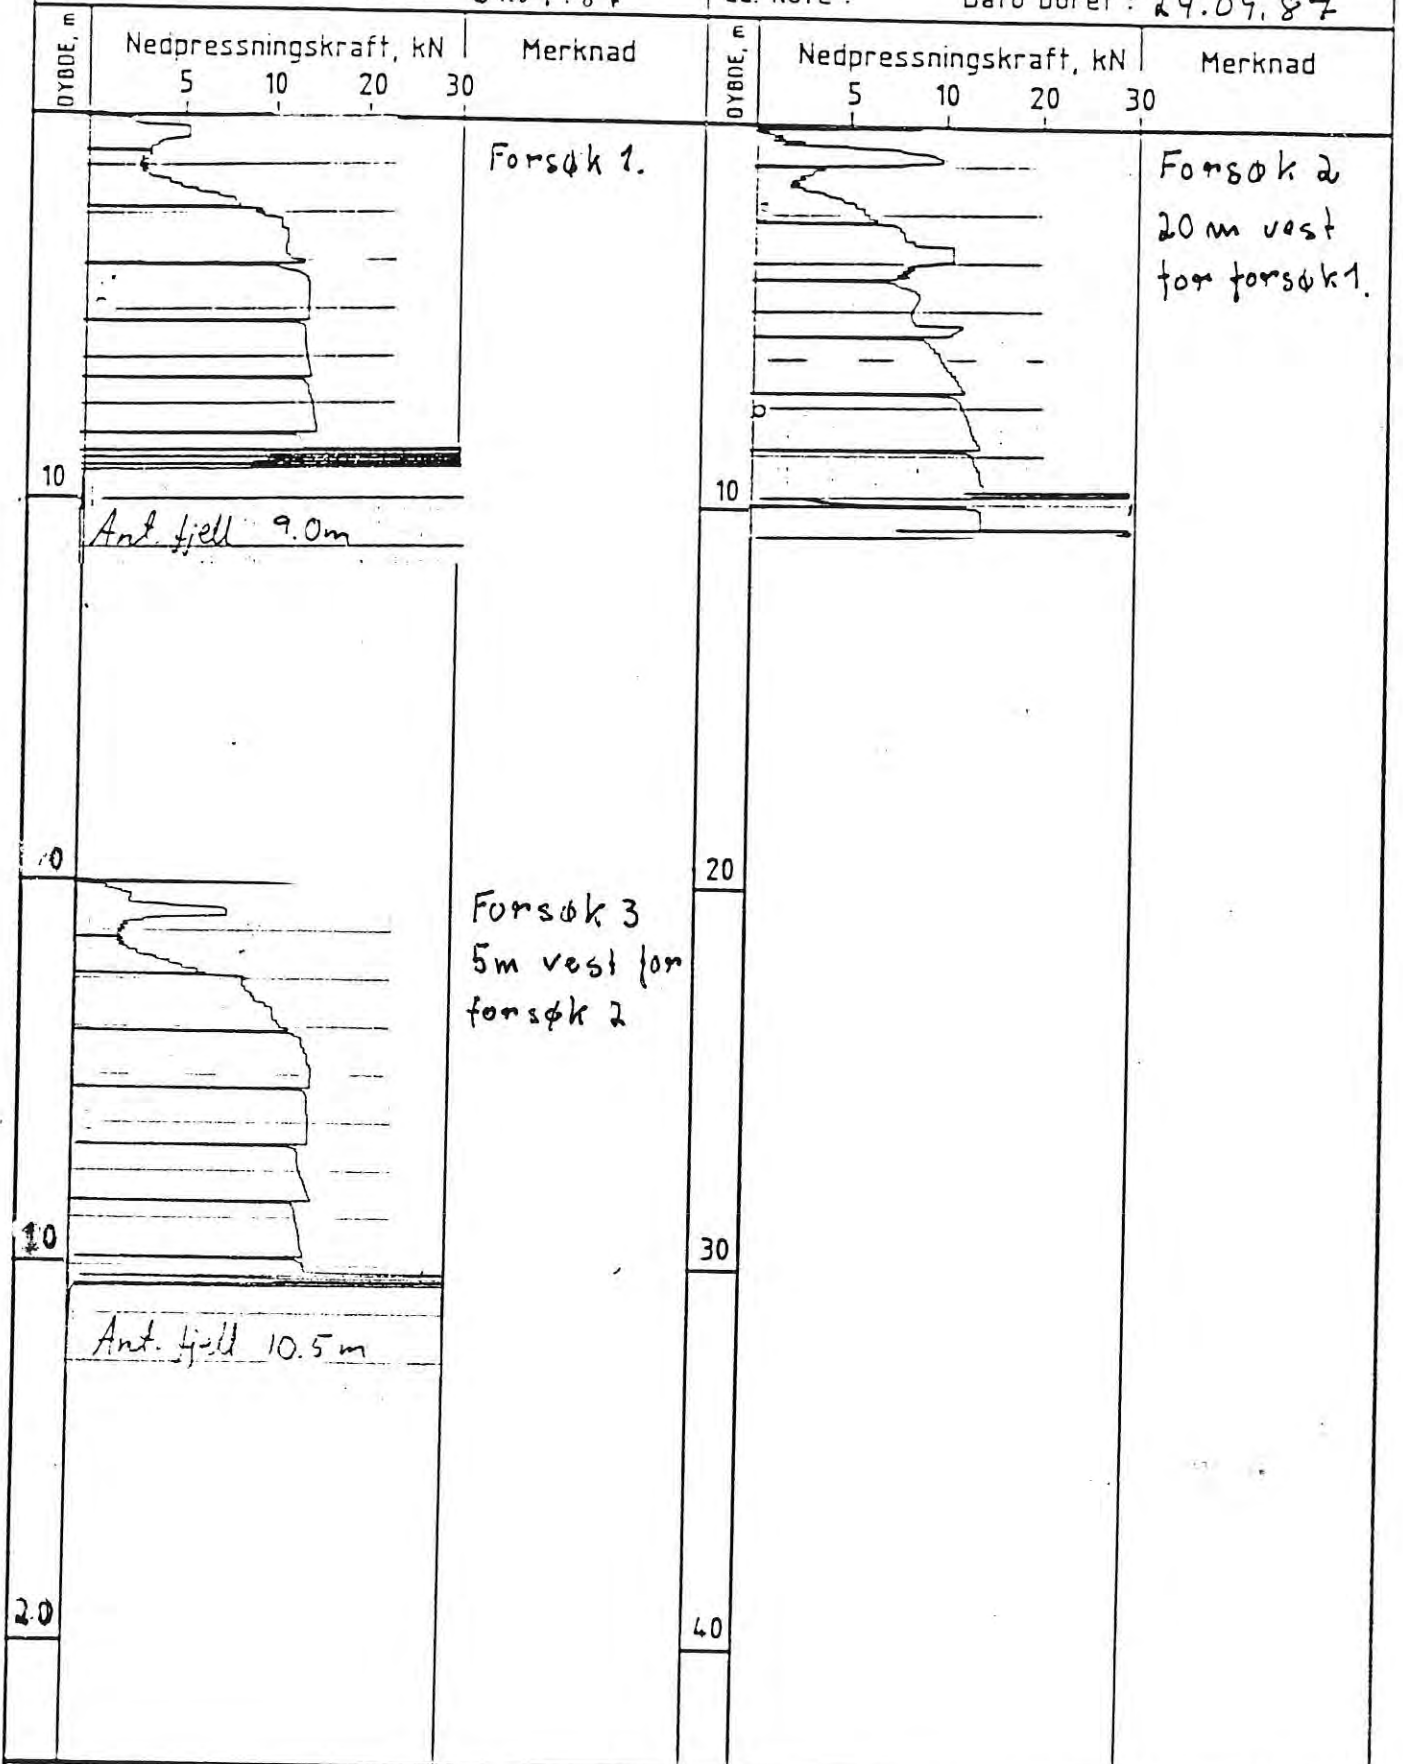 Dato boret : 29.09.87
DYBDE, m
Nedpressningskraft, kN
5 10 20 30
Merknad
Forsøk 1.
10
Ant. fjell 9.0m
0
Forsøk 3
5m vest for
forsøk 2
10
Ant. fjell 10.5m
20
DYBDE, m
Nedpressningskraft, kN
5 10 20 30
Merknad
Forsøk 2
20 m vest
for forsøk 1.
10
20
30
40